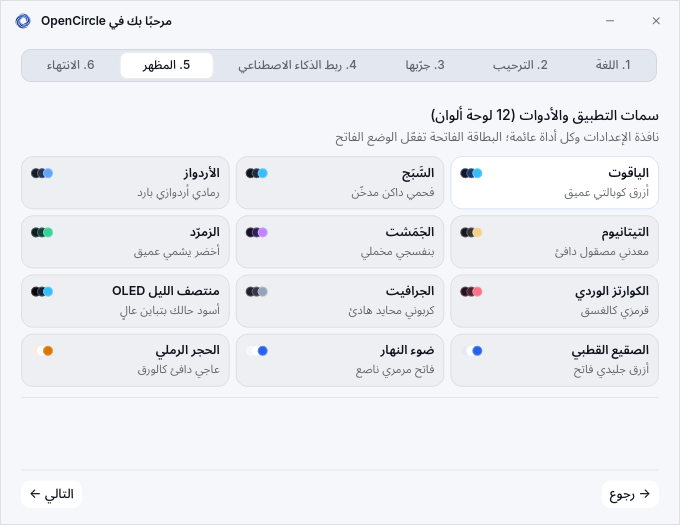 مرحبًا بك في OpenCircle
1. اللغة
2. الترحيب
3. جرّبها
4. ربط الذكاء الاصطناعي
5. المظهر
6. الانتهاء
سمات التطبيق والأدوات (12 لوحة ألوان)
نافذة الإعدادات وكل أداة عائمة؛ البطاقة الفاتحة تفعّل الوضع الفاتح
الياقوت
أزرق كوبالتي عميق
السَّبَج
فحمي داكن مدخّن
الأردواز
رمادي أردوازي بارد
التيتانيوم
معدني مصقول دافئ
الجَمَشت
بنفسجي مخملي
الزمرّد
أخضر يشمي عميق
الكوارتز الوردي
قرمزي كالغسق
الجرافيت
كربوني محايد هادئ
منتصف الليل OLED
أسود حالك بتباين عالٍ
الصقيع القطبي
أزرق جليدي فاتح
ضوء النهار
فاتح مرمري ناصع
الحجر الرملي
عاجي دافئ كالورق
→ رجوع
التالي ←